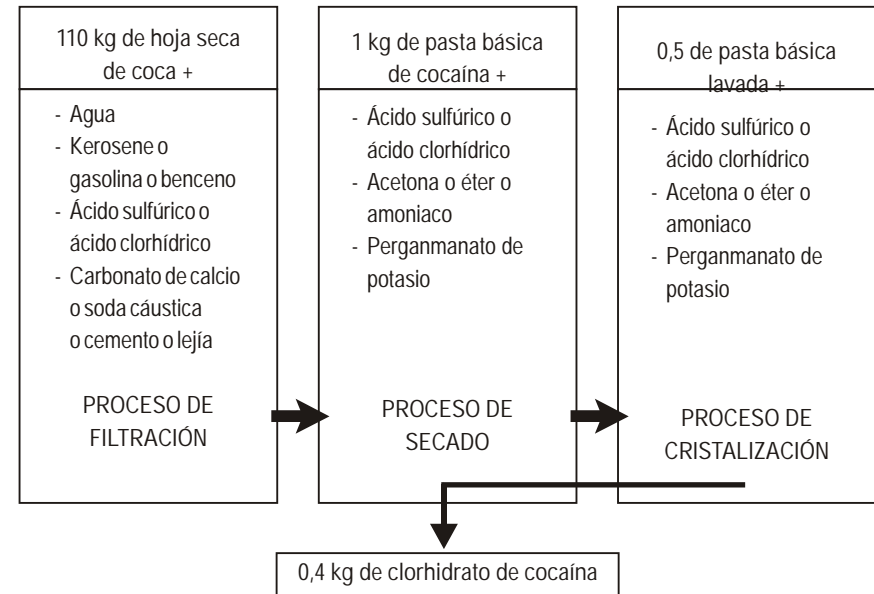 110 kg de hoja seca
de coca +
- Agua
- Kerosene o
gasolina o benceno
- Ácido sulfúrico o
ácido clorhídrico
- Carbonato de calcio
o soda cáustica
o cemento o lejía
PROCESO DE
FILTRACIÓN
1 kg de pasta básica
de cocaína +
- Ácido sulfúrico o
ácido clorhídrico
- Acetona o éter o
amoniaco
- Perganmanato de
potasio
PROCESO DE
SECADO
0,5 de pasta básica
lavada +
- Ácido sulfúrico o
ácido clorhídrico
- Acetona o éter o
amoniaco
- Perganmanato de
potasio
PROCESO DE
CRISTALIZACIÓN
0,4 kg de clorhidrato de cocaína